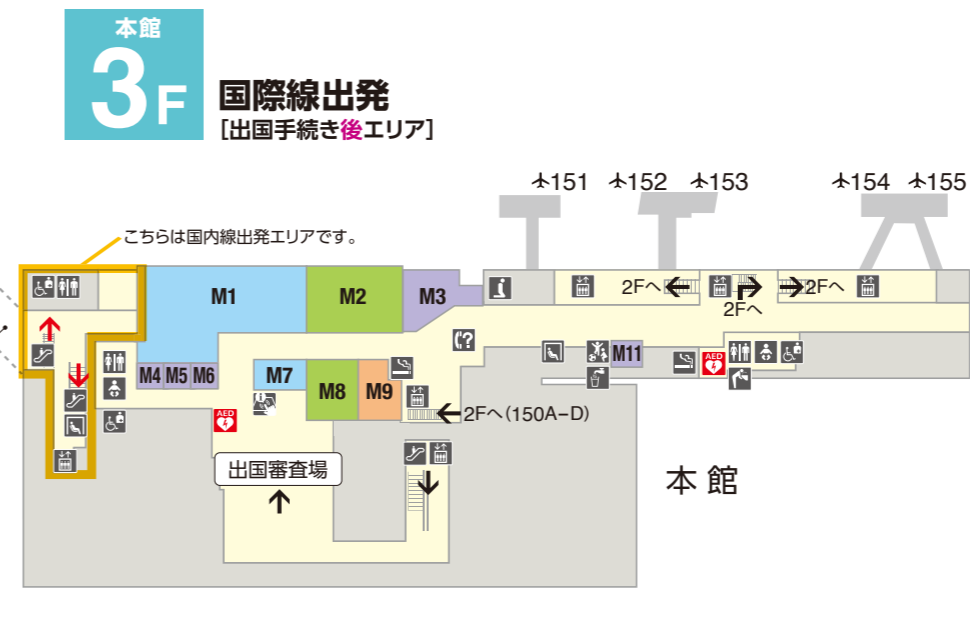 本館
3F
国際線出発
[出国手続き後エリア]
151
152
153
154
155
こちらは国内線出発エリアです。
M1
M2
M3
2Fへ
2Fへ
2Fへ
?
M4
M5
M6
M7
M8
M9
M11
AED
AED
2Fへ(150A-D)
出国審査場
本館